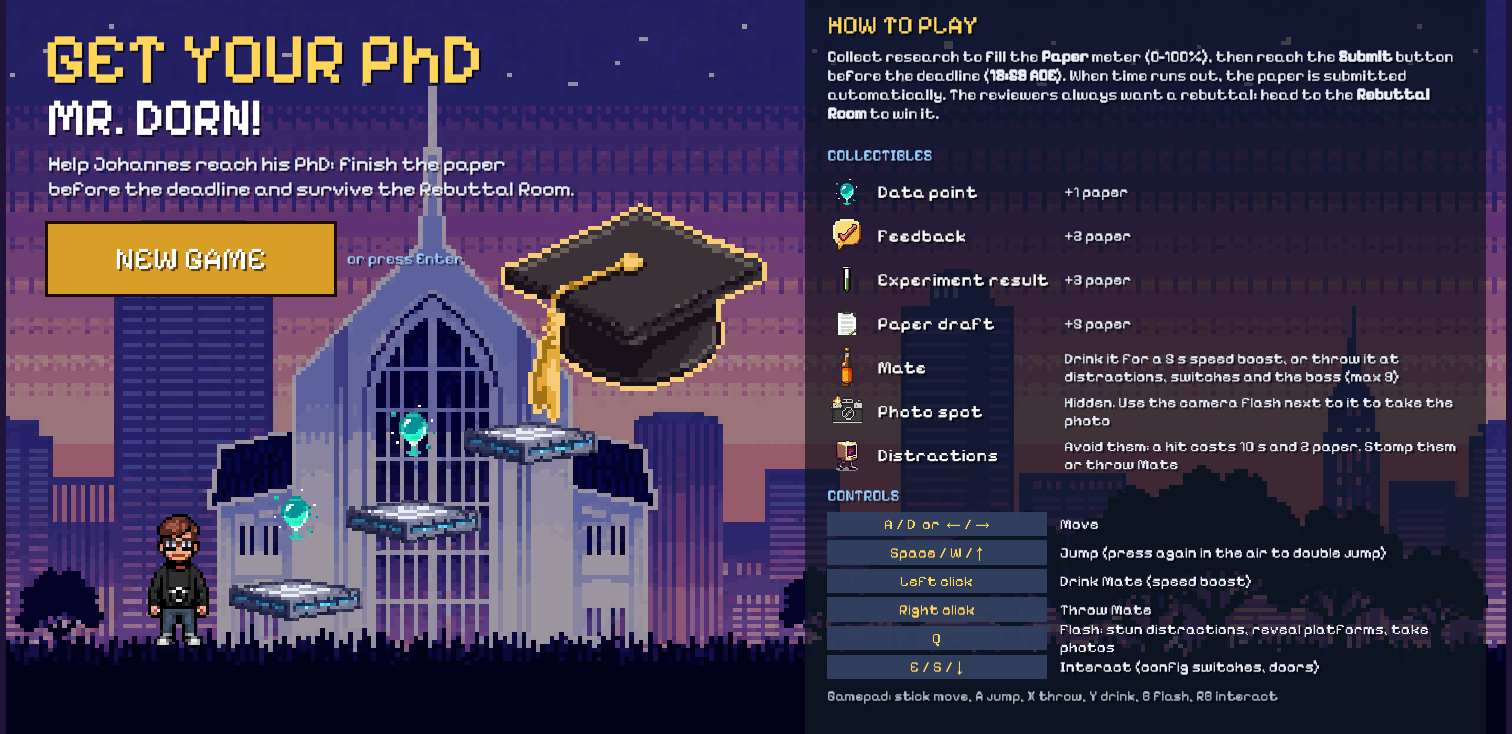 GET YOUR PhD
MR. DORN!
Help Johannes reach his PhD: finish the paper
before the deadline and survive the Rebuttal Room.
NEW GAME
or press Enter
HOW TO PLAY
Collect research to fill the Paper meter (0-100%), then reach the Submit button
before the deadline AOE). When time runs out, the paper is submitted
automatically. The reviewers always want a rebuttal: head to the Rebuttal
Room to win it.
COLLECTIBLES
Data point +1 paper
Feedback paper
Experiment result +3 paper
Paper draft paper
Mate
Drink it for a s speed boost, or throw it at
distractions, switches and the boss (max
Photo spot
Hidden. Use the camera flash next to it to take the
photo
Distractions
Avoid them: a hit costs 10 s and 2 paper. Stomp them
or throw Mate
CONTROLS
A / D or ← / → Move
Space / W / ↑ Jump (press again in the air to double jump)
Left click Drink Mate (speed boost)
Right click Throw Mate
Q Flash: stun distractions, reveal platforms, take
photos
E / S / ↓ Interact (config switches, doors)
Gamepad: stick move, A jump, X throw, Y drink, B flash, RB interact